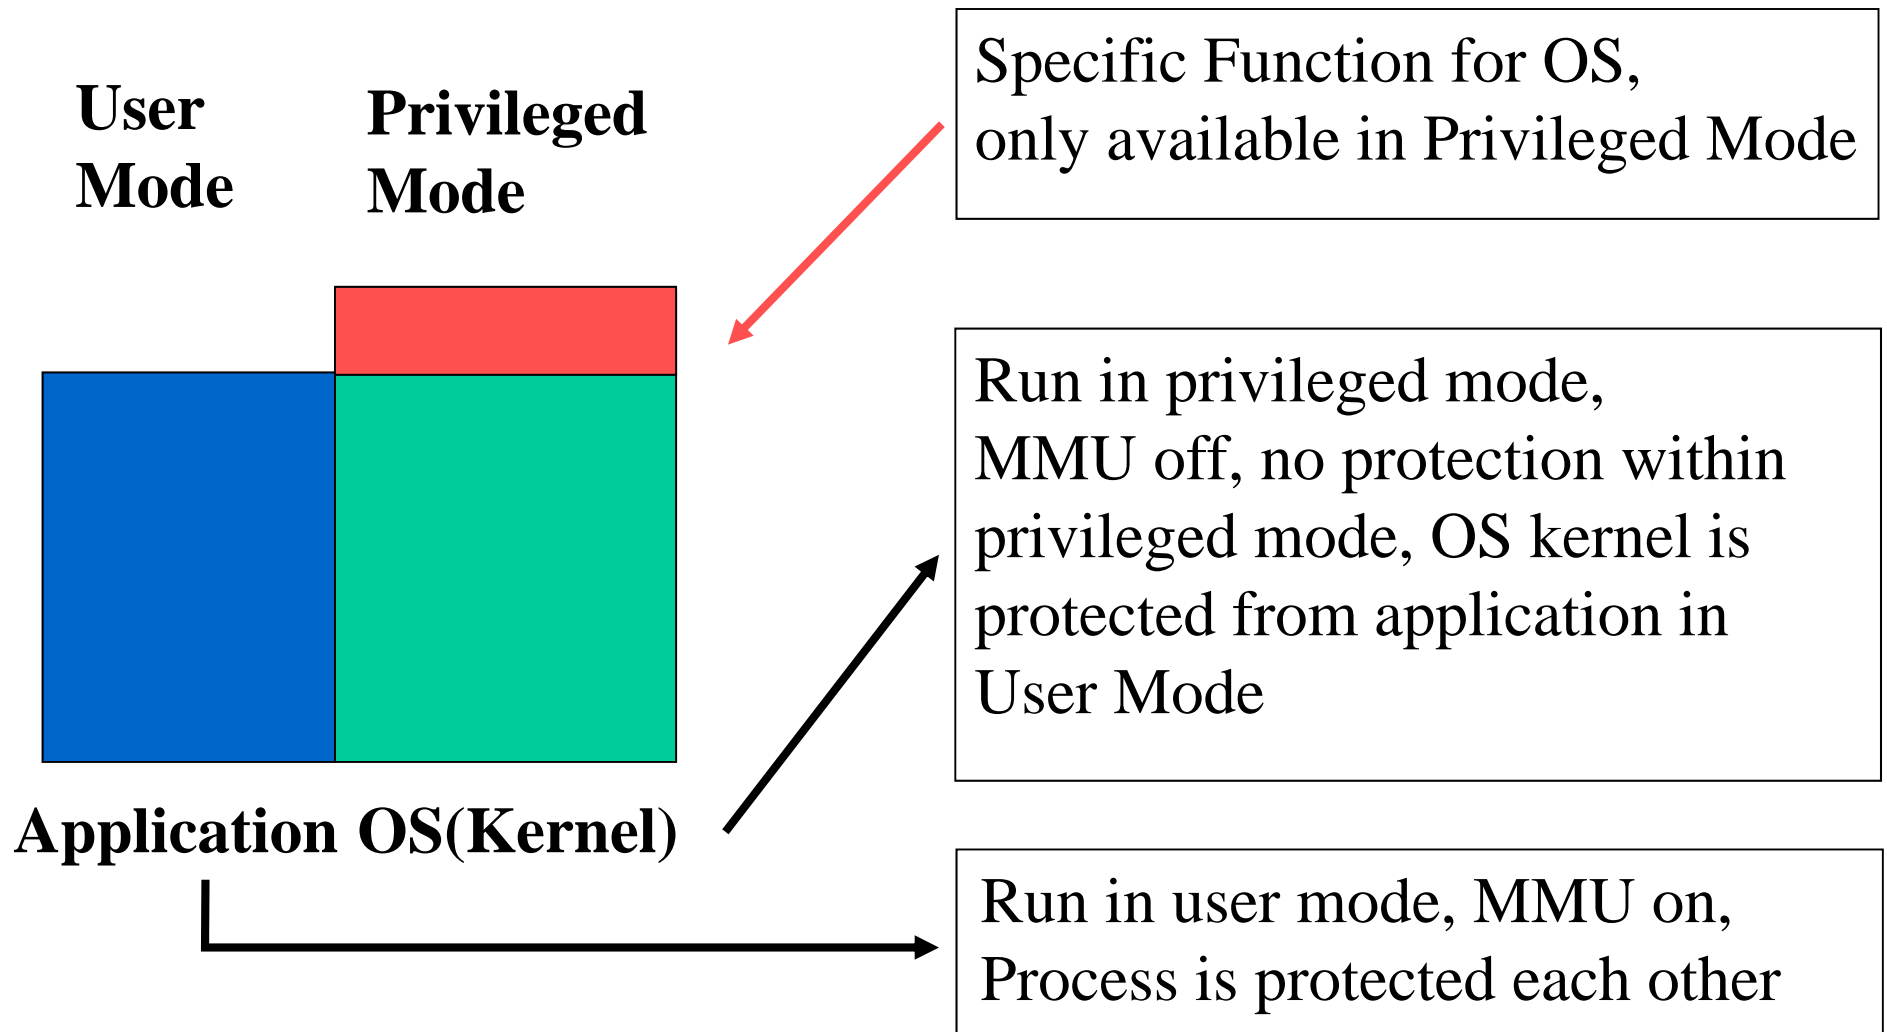 User
Mode
Privileged
Mode
Specific Function for OS,
only available in Privileged Mode
Run in privileged mode,
MMU off, no protection within
privileged mode, OS kernel is
protected from application in
User Mode
Application OS(Kernel)
Run in user mode, MMU on,
Process is protected each other